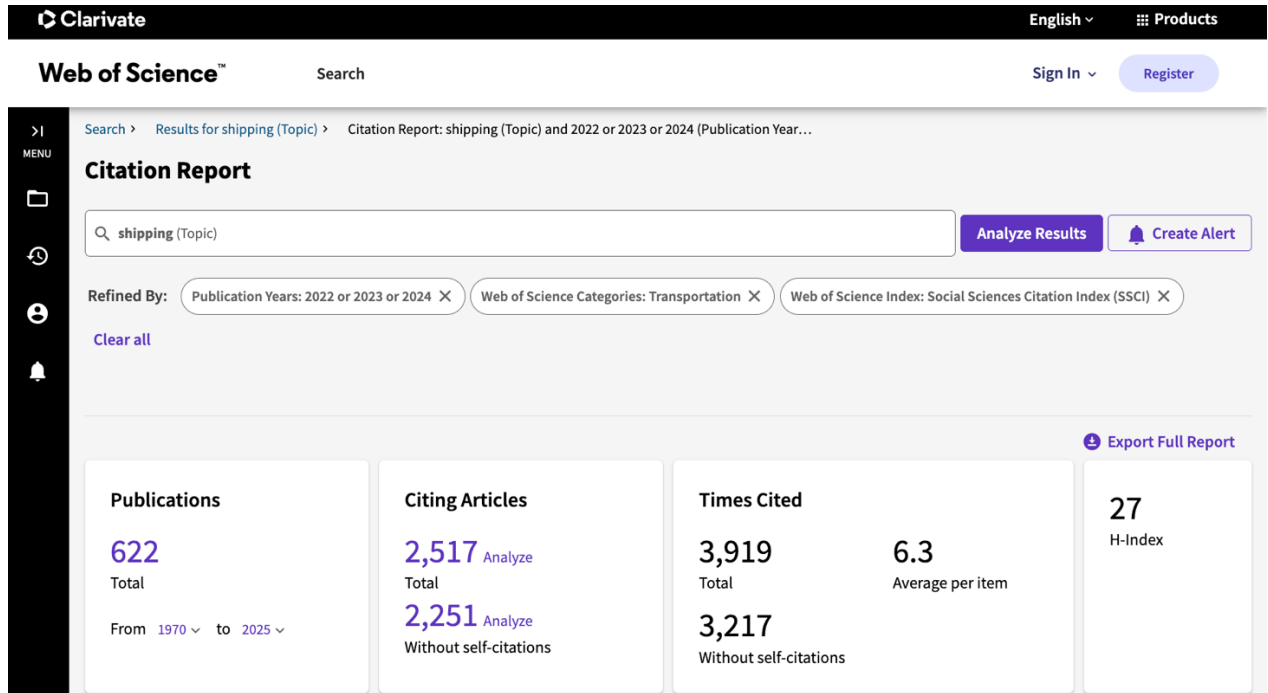 Clarivate
English
Products
Web of Science™
Search
Sign In
Register
MENU
Search > Results for shipping (Topic) > Citation Report: shipping (Topic) and 2022 or 2023 or 2024 (Publication Year...
Citation Report
shipping (Topic)
Analyze Results
Create Alert
Refined By: Publication Years: 2022 or 2023 or 2024 Web of Science Categories: Transportation Web of Science Index: Social Sciences Citation Index (SSCI)
Clear all
Export Full Report
Publications
622
Total
From 1970 to 2025
Citing Articles
2,517 Analyze
Total
2,251 Analyze
Without self-citations
Times Cited
3,919
Total
6.3
Average per item
3,217
Without self-citations
27
H-Index